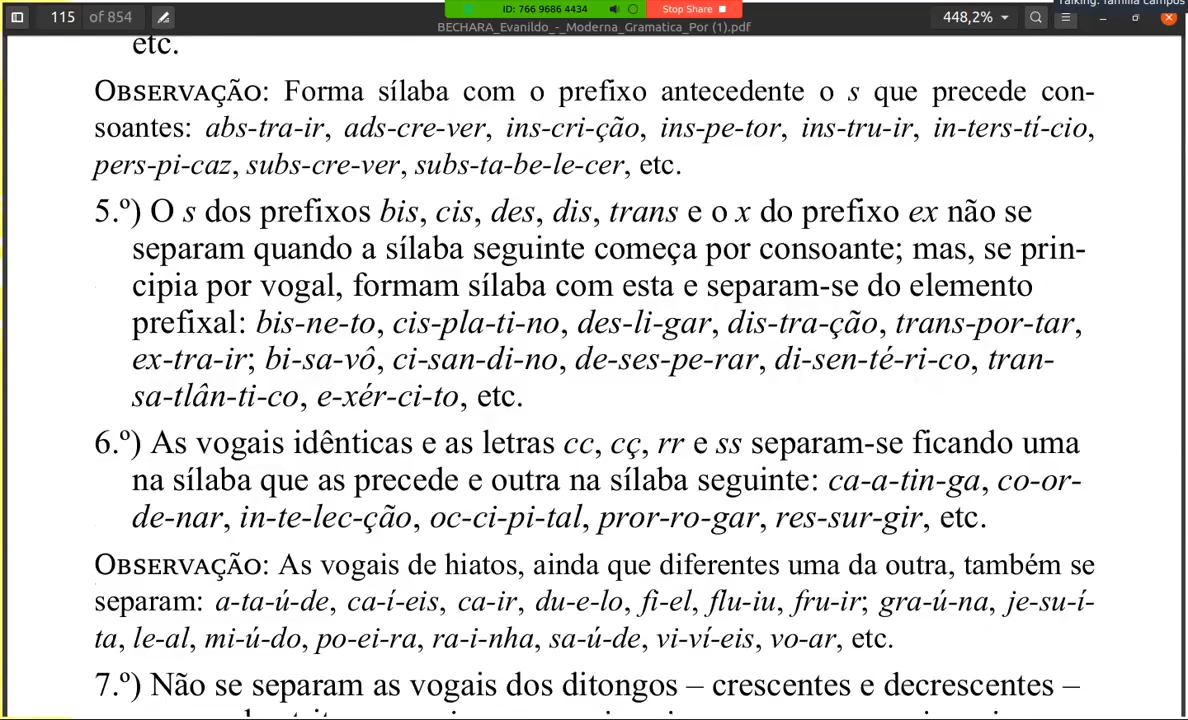 Talking: familia campos
115 of 854
ID: 766 9686 4434
Stop Share
448,2%
BECHARA_Evanildo_-_Moderna_Gramatica_Por (1).pdf
etc.
OBSERVAÇÃO: Forma sílaba com o prefixo antecedente o s que precede con-
soantes: abs-tra-ir, ads-cre-ver, ins-cri-ção, ins-pe-tor, ins-tru-ir, in-ters-tí-cio,
pers-pi-caz, subs-cre-ver, subs-ta-be-le-cer, etc.
5.º) O s dos prefixos bis, cis, des, dis, trans e o x do prefixo ex não se
separam quando a sílaba seguinte começa por consoante; mas, se prin-
cipia por vogal, formam sílaba com esta e separam-se do elemento
prefixal: bis-ne-to, cis-pla-ti-no, des-li-gar, dis-tra-ção, trans-por-tar,
ex-tra-ir; bi-sa-vô, ci-san-di-no, de-ses-pe-rar, di-sen-té-ri-co, tran-
sa-tlân-ti-co, e-xér-ci-to, etc.
6.º) As vogais idênticas e as letras cc, cç, rr e ss separam-se ficando uma
na sílaba que as precede e outra na sílaba seguinte: ca-a-tin-ga, co-or-
de-nar, in-te-lec-ção, oc-ci-pi-tal, pror-ro-gar, res-sur-gir, etc.
OBSERVAÇÃO: As vogais de hiatos, ainda que diferentes uma da outra, também se
separam: a-ta-ú-de, ca-í-eis, ca-ir, du-e-lo, fi-el, flu-iu, fru-ir; gra-ú-na, je-su-í-
ta, le-al, mi-ú-do, po-ei-ra, ra-i-nha, sa-ú-de, vi-ví-eis, vo-ar, etc.
7.º) Não se separam as vogais dos ditongos – crescentes e decrescentes –